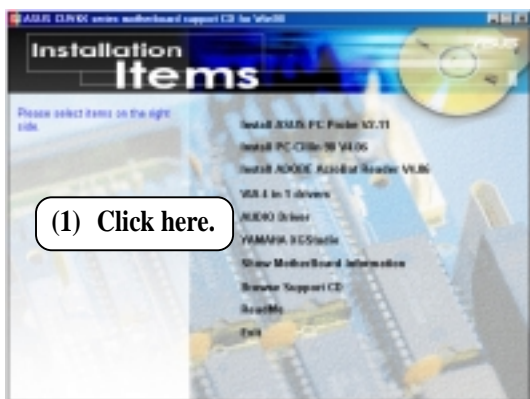 ASUS CUV4X series motherboard support CD for Win98
Installation
Items
ASUS
Please select items on the right
side.
Install ASUS PC Probe V2.11
Install PC-Cillin 98 V4.06
Install ADOBE Acrobat Reader V4.06
VIA 4 in 1 drivers
(1) Click here.
AUDIO Driver
YAMAHA XGStudio
Show MotherBoard Information
Browse Support CD
ReadMe
Exit